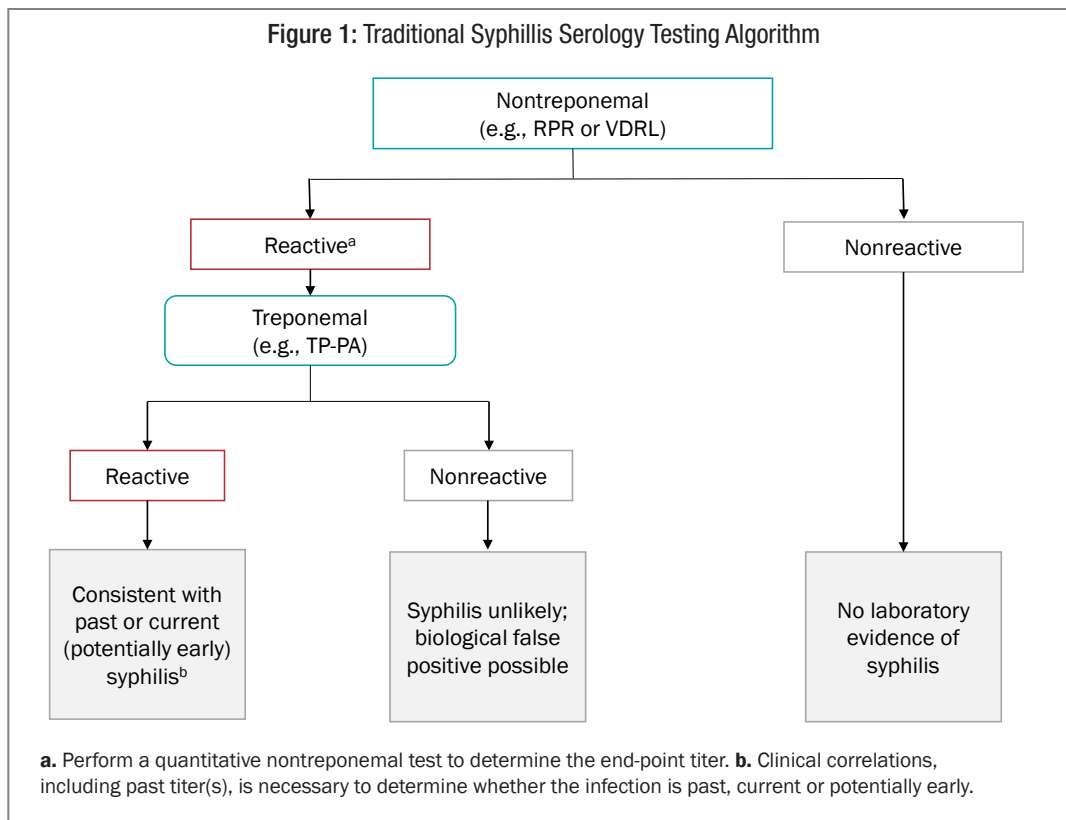 Figure 1: Traditional Syphillis Serology Testing Algorithm
Nontreponemal
(e.g., RPR or VDRL)
Reactiveᵃ
Nonreactive
Treponemal
(e.g., TP-PA)
Reactive
Nonreactive
Consistent with
past or current
(potentially early)
syphilisᵇ
Syphilis unlikely;
biological false
positive possible
No laboratory
evidence of
syphilis
a. Perform a quantitative nontreponemal test to determine the end-point titer. b. Clinical correlations,
including past titer(s), is necessary to determine whether the infection is past, current or potentially early.